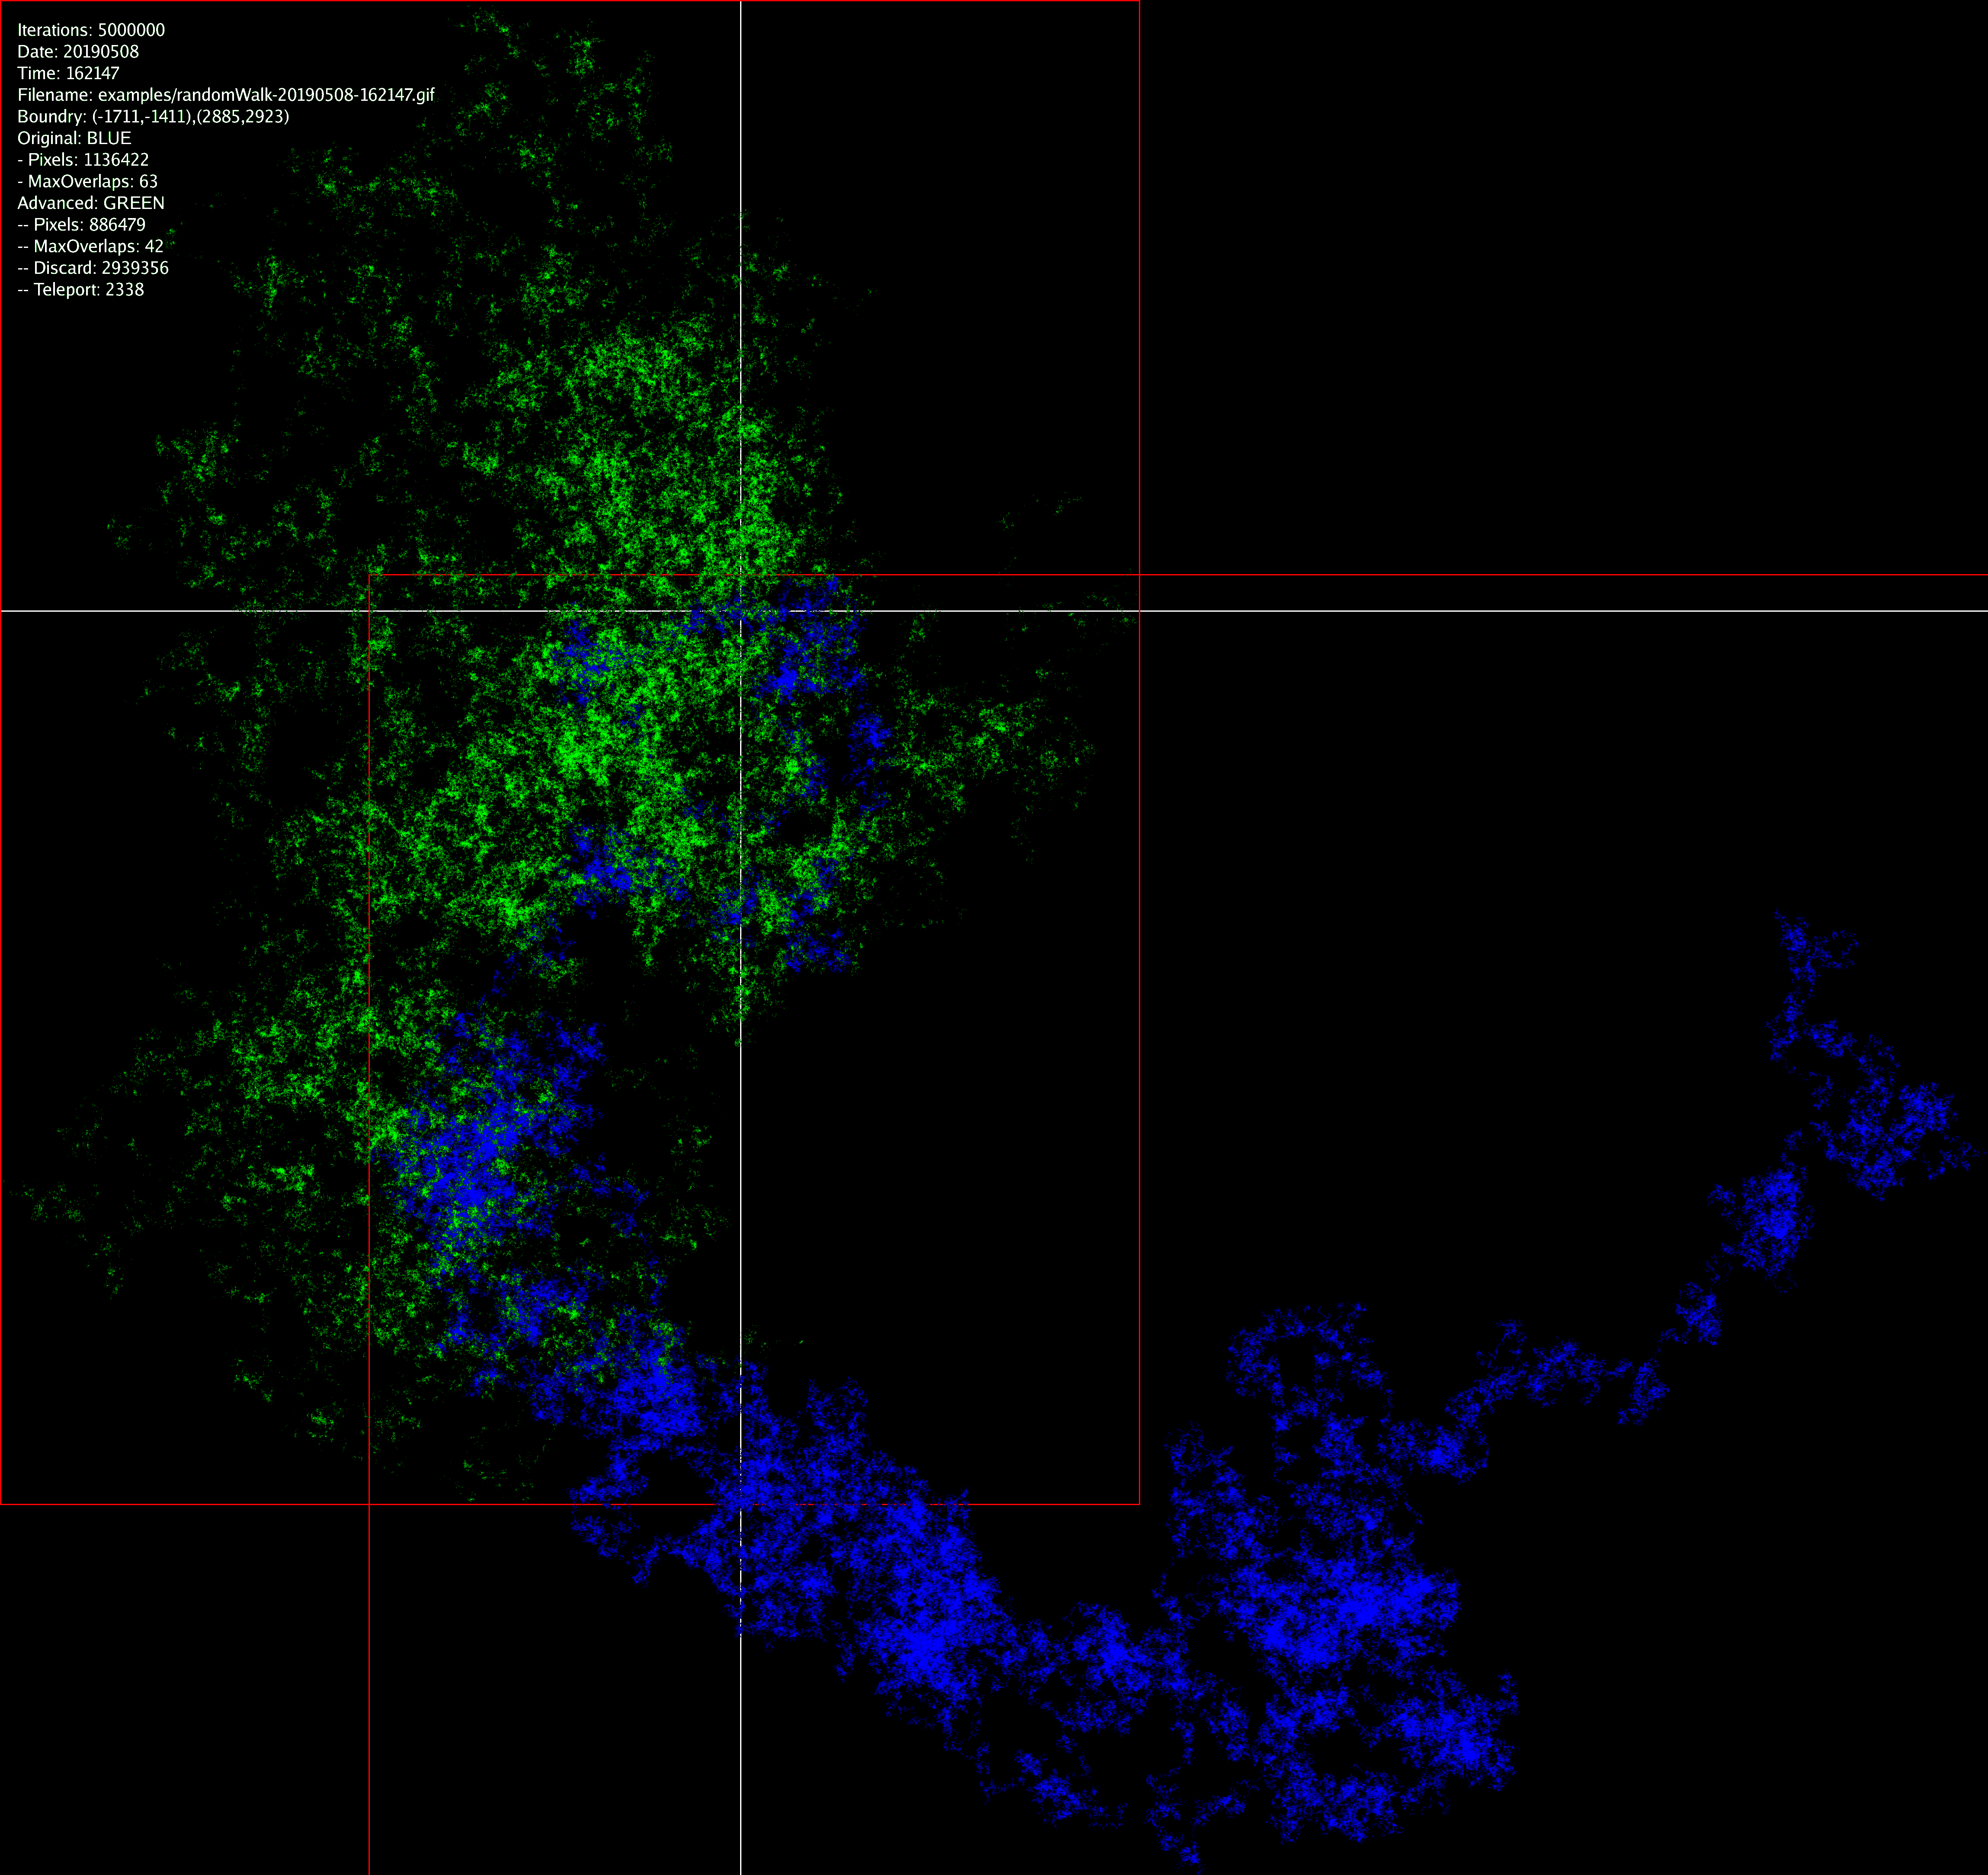 Iterations: 5000000
Date: 20190508
Time: 162147
Filename: examples/randomWalk-20190508-162147.gif
Boundry: (-1711,-1411),(2885,2923)
Original: BLUE
- Pixels: 1136422
- MaxOverlaps: 63
Advanced: GREEN
-- Pixels: 886479
-- MaxOverlaps: 42
-- Discard: 2939356
-- Teleport: 2338